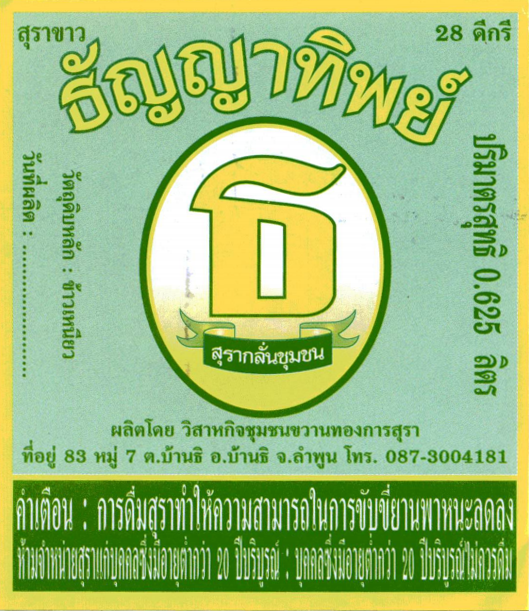 สุราขาว
28 ดีกรี
ธัญญาทิพย์
ธ
สุรากลั่นชุมชน
วัตถุดิบหลัก : ข้าวเหนียว
วันที่ผลิต : ........................
ปริมาตรสุทธิ 0.625 ลิตร
ผลิตโดย วิสาหกิจชุมชนขวานทองการสุรา
ที่อยู่ 83 หมู่ 7 ต.บ้านธิ อ.บ้านธิ จ.ลำพูน โทร. 087-3004181
คำเตือน : การดื่มสุราทำให้ความสามารถในการขับขี่ยานพาหนะลดลง
ห้ามจำหน่ายสุราแก่บุคคลซึ่งมีอายุต่ำกว่า 20 ปีบริบูรณ์ : บุคคลซึ่งมีอายุต่ำกว่า 20 ปีบริบูรณ์ไม่ควรดื่ม